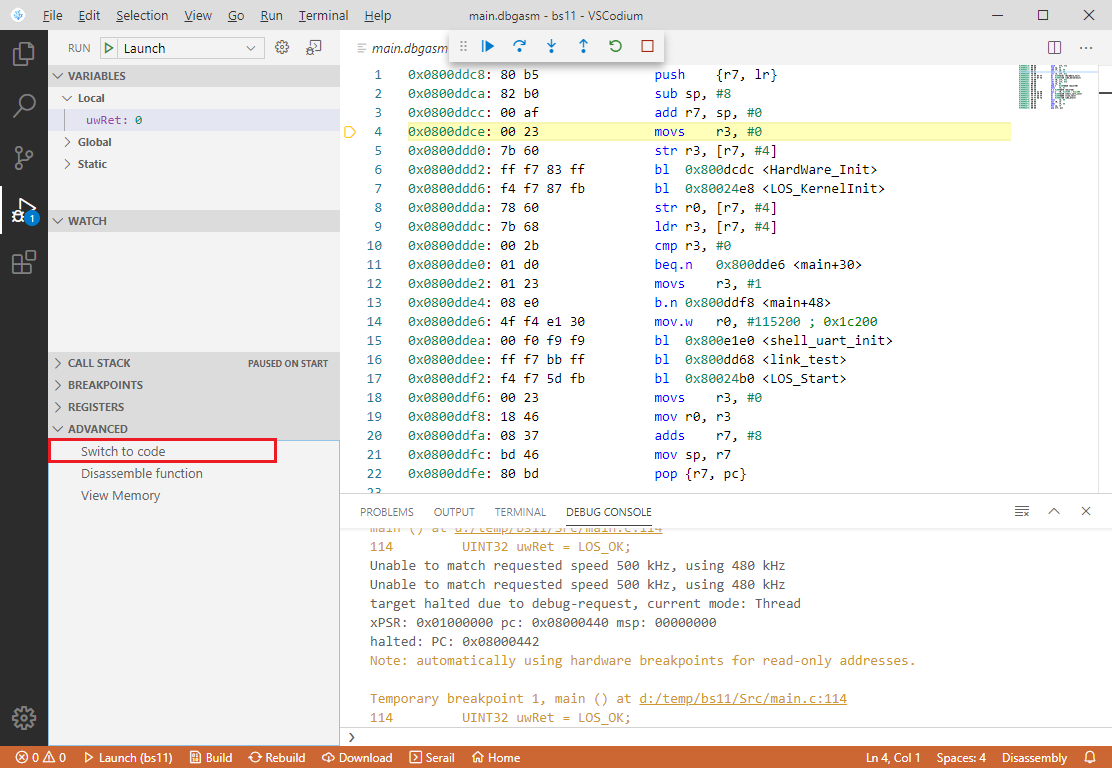 File Edit Selection View Go Run Terminal Help main.dbgasm - bs11 - VSCodium
RUN Launch
VARIABLES
Local
uwRet: 0
Global
Static
WATCH
CALL STACK PAUSED ON START
BREAKPOINTS
REGISTERS
ADVANCED
Switch to code
Disassemble function
View Memory
1
main.dbgasm
1 0x0800ddc8: 80 b5 push {r7, lr}
2 0x0800ddca: 82 b0 sub sp, #8
3 0x0800ddcc: 00 af add r7, sp, #0
4 0x0800ddce: 00 23 movs r3, #0
5 0x0800ddd0: 7b 60 str r3, [r7, #4]
6 0x0800ddd2: ff f7 83 ff bl 0x800dcdc <HardWare_Init>
7 0x0800ddd6: f4 f7 87 fb bl 0x80024e8 <LOS_KernelInit>
8 0x0800ddda: 78 60 str r0, [r7, #4]
9 0x0800dddc: 7b 68 ldr r3, [r7, #4]
10 0x0800ddde: 00 2b cmp r3, #0
11 0x0800dde0: 01 d0 beq.n 0x800dde6 <main+30>
12 0x0800dde2: 01 23 movs r3, #1
13 0x0800dde4: 08 e0 b.n 0x800ddf8 <main+48>
14 0x0800dde6: 4f f4 e1 30 mov.w r0, #115200 ; 0x1c200
15 0x0800ddea: 00 f0 f9 f9 bl 0x800e1e0 <shell_uart_init>
16 0x0800ddee: ff f7 bb ff bl 0x800dd68 <link_test>
17 0x0800ddf2: f4 f7 5d fb bl 0x80024b0 <LOS_Start>
18 0x0800ddf6: 00 23 movs r3, #0
19 0x0800ddf8: 18 46 mov r0, r3
20 0x0800ddfa: 08 37 adds r7, #8
21 0x0800ddfc: bd 46 mov sp, r7
22 0x0800ddfe: 80 bd pop {r7, pc}
23
PROBLEMS OUTPUT TERMINAL DEBUG CONSOLE
main () at d:/temp/bs11/Src/main.c:114
114 UINT32 uwRet = LOS_OK;
Unable to match requested speed 500 kHz, using 480 kHz
Unable to match requested speed 500 kHz, using 480 kHz
target halted due to debug-request, current mode: Thread
xPSR: 0x01000000 pc: 0x08000440 msp: 00000000
halted: PC: 0x08000442
Note: automatically using hardware breakpoints for read-only addresses.
Temporary breakpoint 1, main () at d:/temp/bs11/Src/main.c:114
114 UINT32 uwRet = LOS_OK;
0 0 Launch (bs11) Build Rebuild Download Serail Home Ln 4, Col 1 Spaces: 4 Disassembly